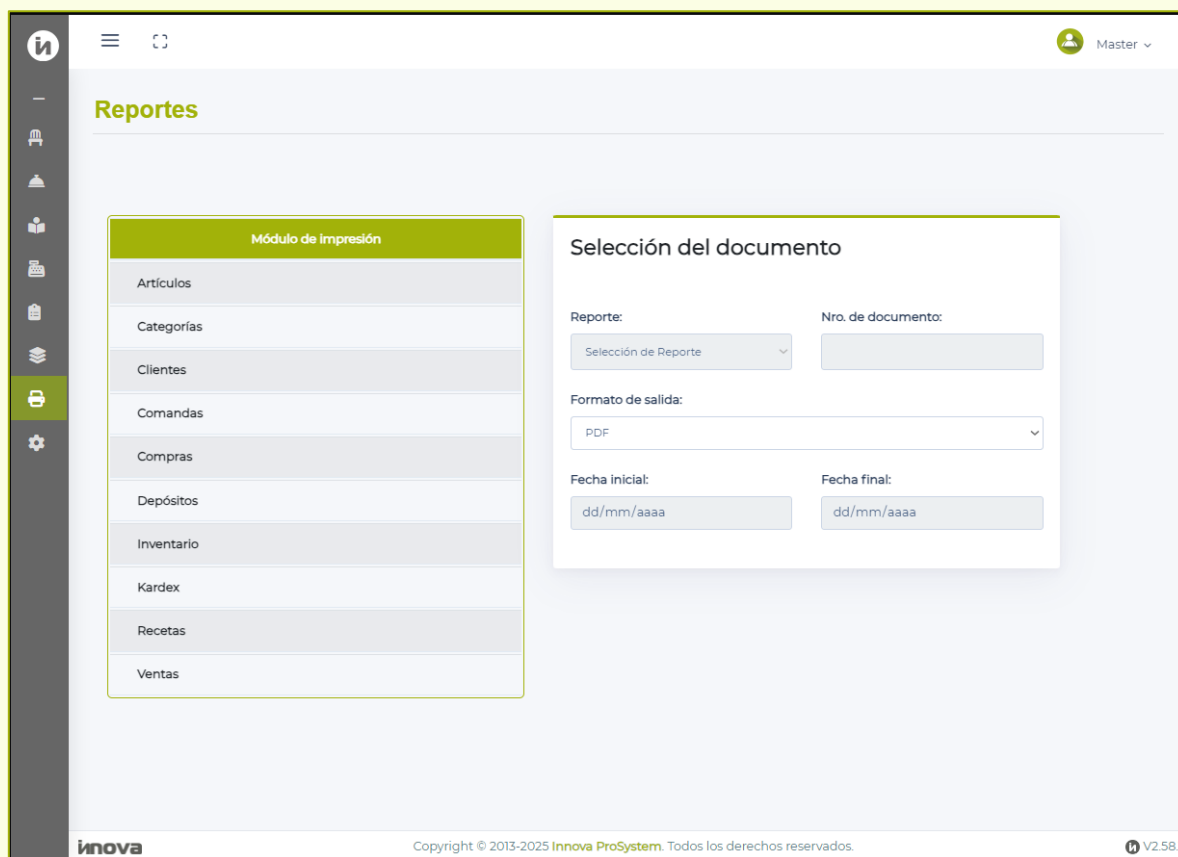 Master
Reportes
Módulo de impresión
Artículos
Categorías
Clientes
Comandas
Compras
Depósitos
Inventario
Kardex
Recetas
Ventas
Selección del documento
Reporte: Nro. de documento:
Selección de Reporte
Formato de salida:
PDF
Fecha inicial: Fecha final:
dd/mm/aaaa dd/mm/aaaa
innova Copyright © 2013-2025 Innova ProSystem. Todos los derechos reservados. V2.58.